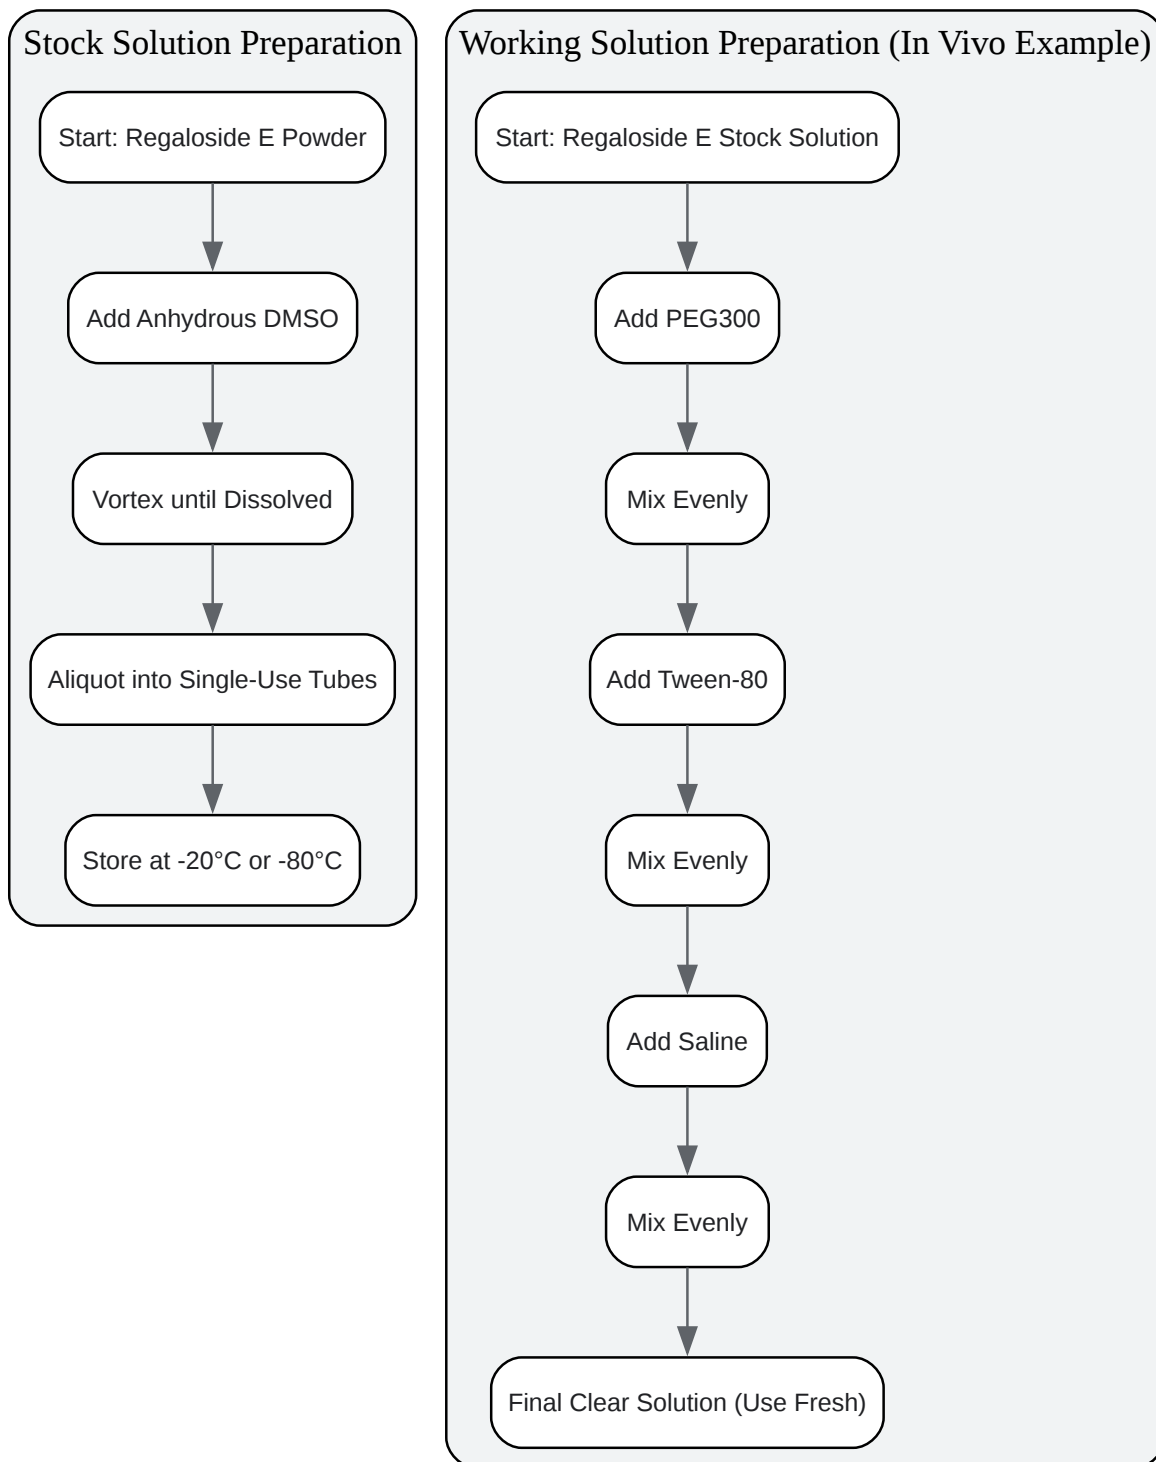 Stock Solution Preparation
Start: Regaloside E Powder
Add Anhydrous DMSO
Vortex until Dissolved
Aliquot into Single-Use Tubes
Store at -20°C or -80°C
Working Solution Preparation (In Vivo Example)
Start: Regaloside E Stock Solution
Add PEG300
Mix Evenly
Add Tween-80
Mix Evenly
Add Saline
Mix Evenly
Final Clear Solution (Use Fresh)